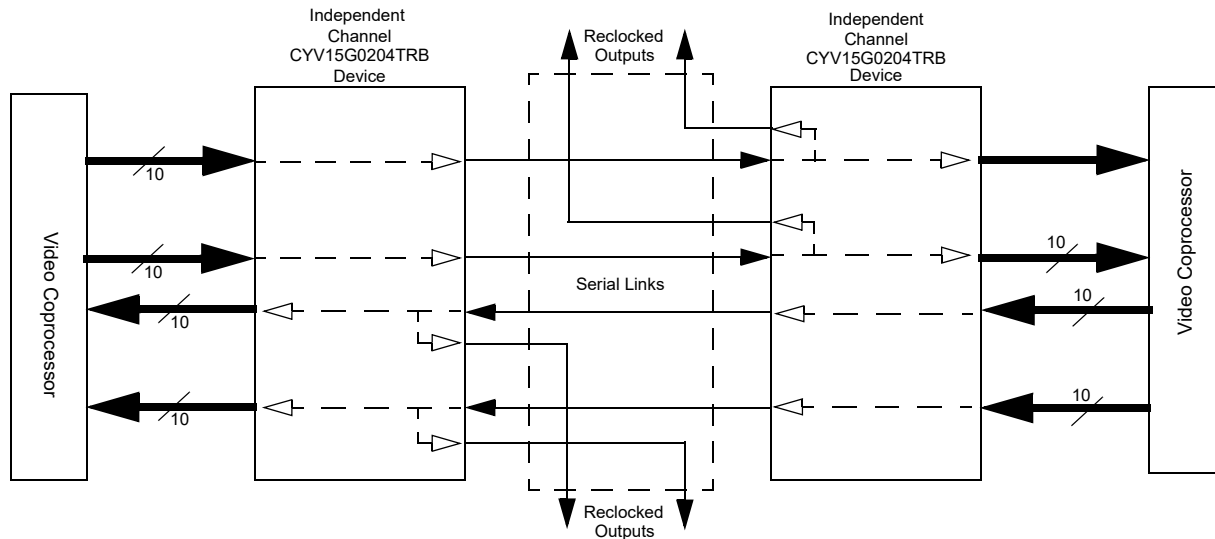 Independent
Channel
CYV15G0204TRB
Device
Reclocked
Outputs
Independent
Channel
CYV15G0204TRB
Device
10
10
10
10
10
10
10
Video Coprocessor
Serial Links
Video Coprocessor
Reclocked
Outputs